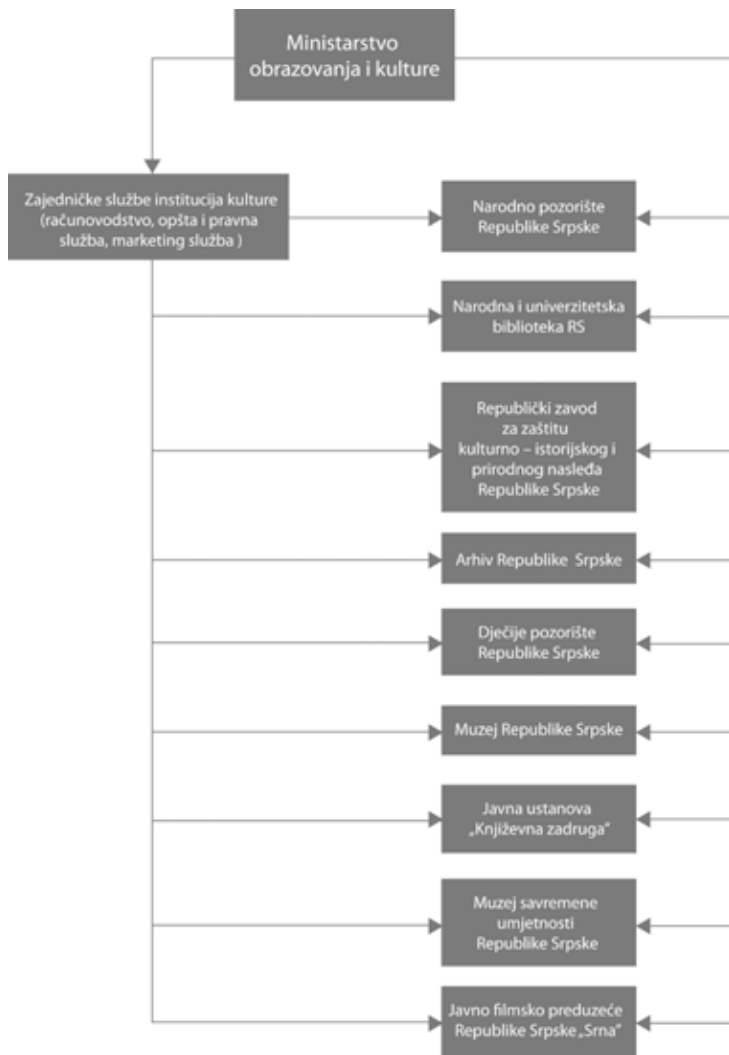 Ministarstvo
obrazovanja i kulture
Zajedničke službe institucija kulture
(računovodstvo, opšta i pravna
služba, marketing služba )
Narodno pozorište
Republike Srpske
Narodna i univerzitetska
biblioteka RS
Republički zavod
za zaštitu
kulturno – istorijskog i
prirodnog nasleđa
Republike Srpske
Arhiv Republike Srpske
Dječije pozorište
Republike Srpske
Muzej Republike Srpske
Javna ustanova
„Književna zadruga“
Muzej savremene
umjetnosti
Republike Srpske
Javno filmsko preduzeće
Republike Srpske „Srna“